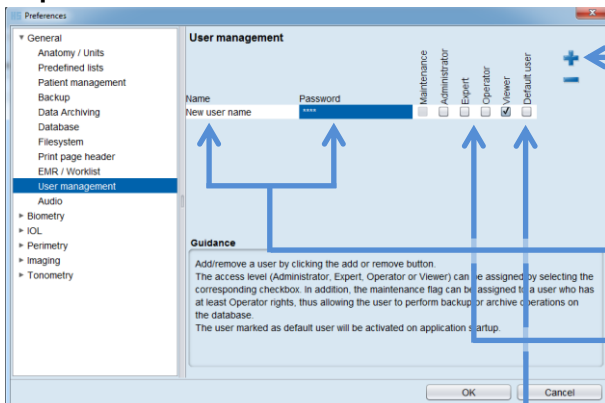 Preferences
General
Anatomy / Units
Predefined lists
Patient management
Backup
Data Archiving
Database
Filesystem
Print page header
EMR / Worklist
User management
Audio
Biometry
IOL
Perimetry
Imaging
Tonometry
User management
Name
Password
Maintenance
Administrator
Expert
Operator
Viewer
Default user
New user name
****
Guidance
Add/remove a user by clicking the add or remove button.
The access level (Administrator, Expert, Operator or Viewer) can be assigned by selecting the
corresponding checkbox. In addition, the maintenance flag can be assigned to a user who has
at least Operator rights, thus allowing the user to perform backup or archive operations on
the database.
The user marked as default user will be activated on application startup.
OK
Cancel